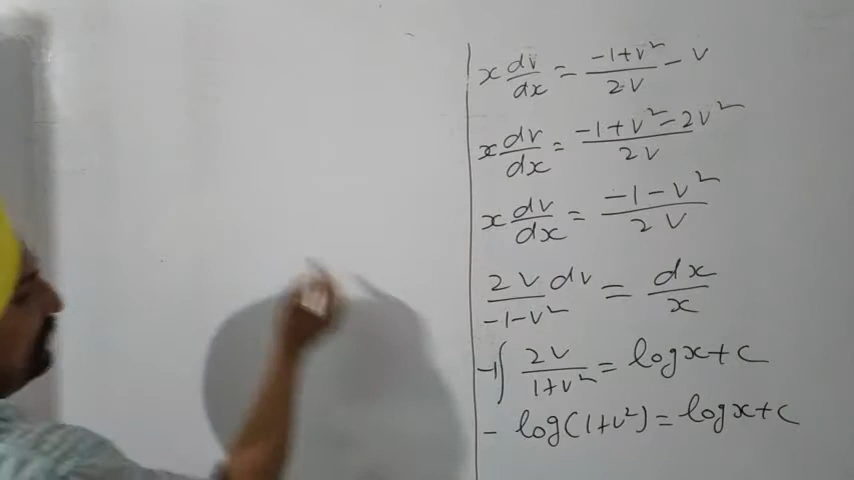 x dv/dx = (-1+v²)/2v - v
x dv/dx = (-1+v²-2v²)/2v
x dv/dx = (-1-v²)/2v
2v/(-1-v²) dv = dx/x
-1∫ 2v/(1+v²) = log x + c
- log(1+v²) = log x + c